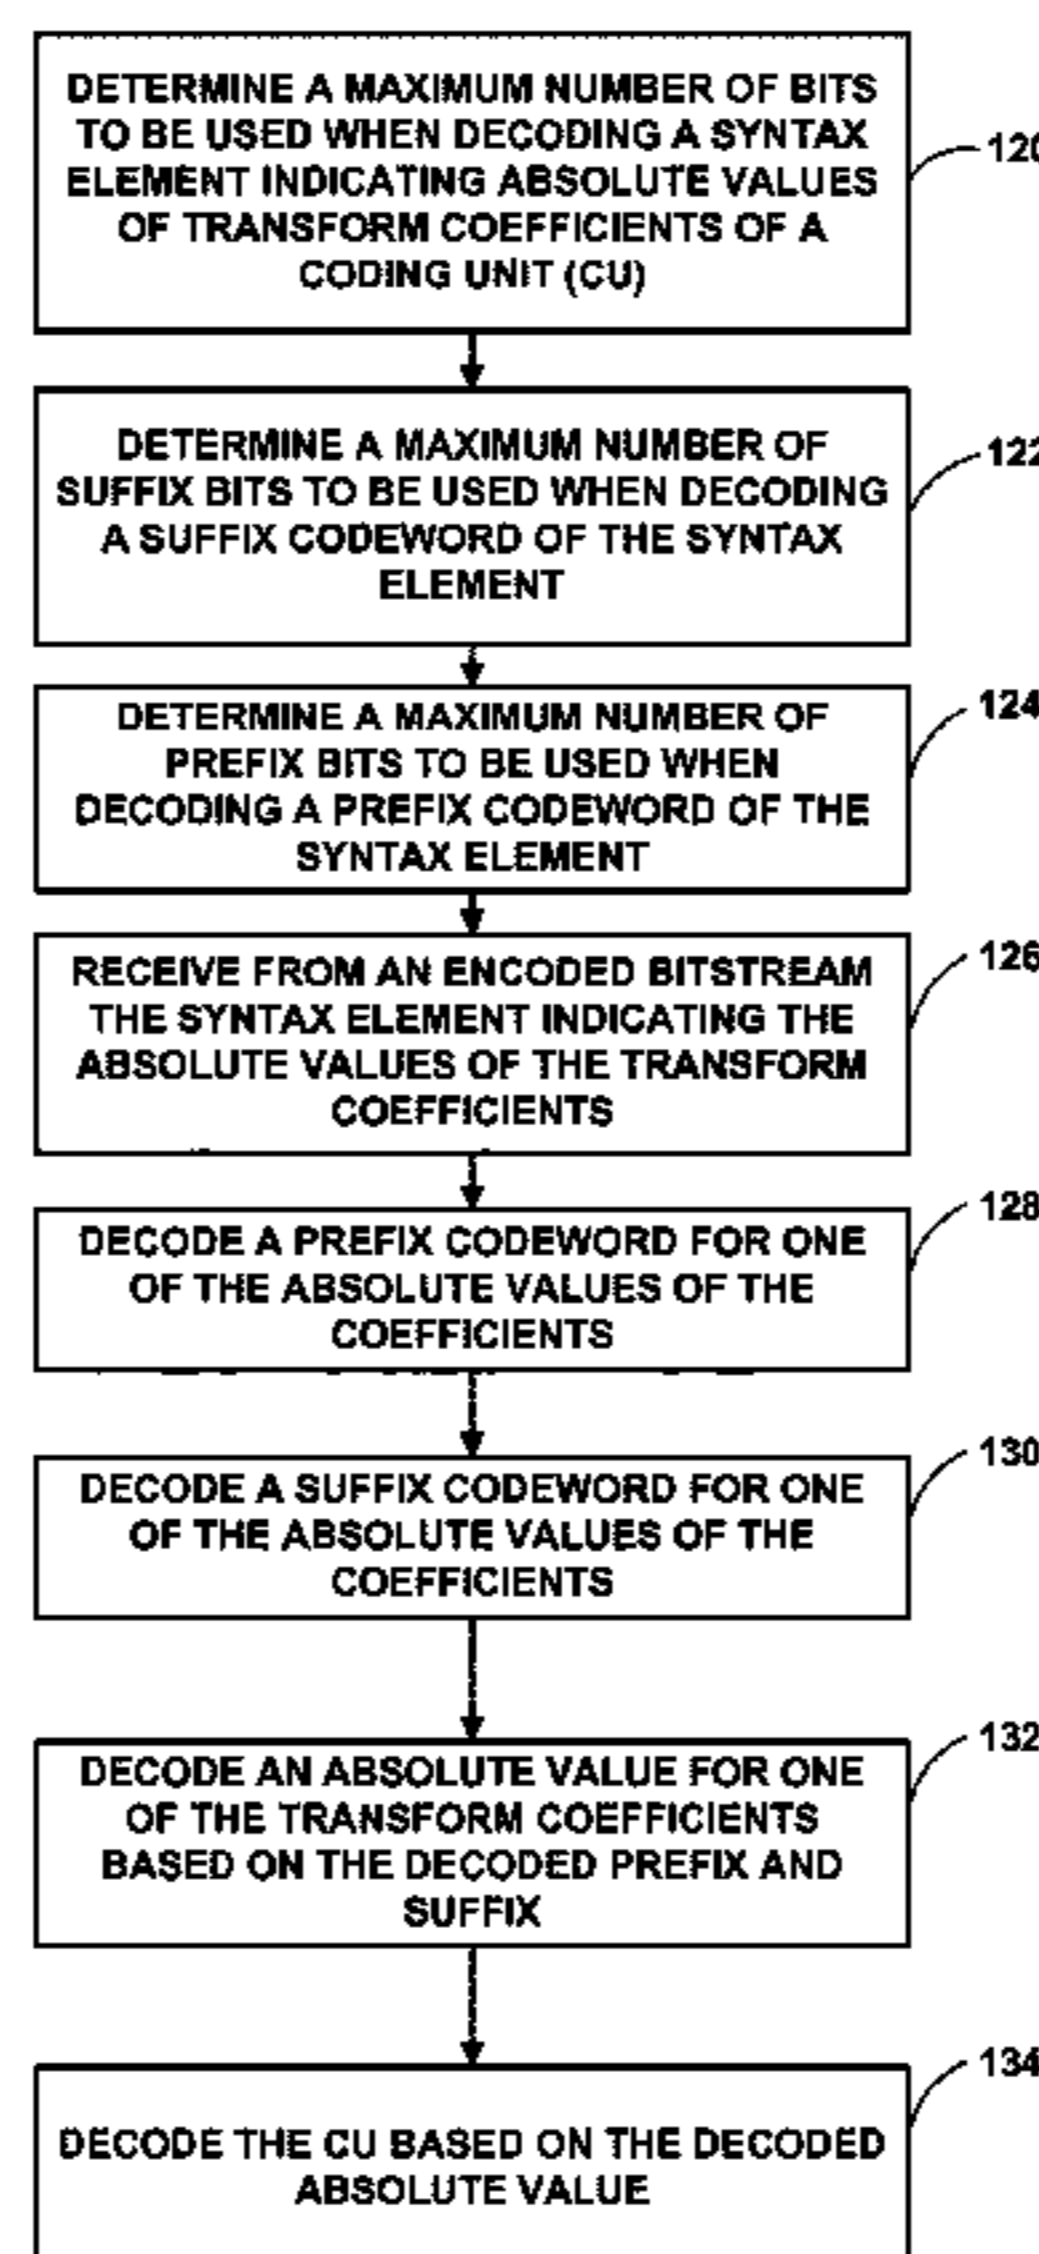 DETERMINE A MAXIMUM NUMBER OF BITS
TO BE USED WHEN DECODING A SYNTAX
ELEMENT INDICATING ABSOLUTE VALUES
OF TRANSFORM COEFFICIENTS OF A
CODING UNIT (CU)
120
DETERMINE A MAXIMUM NUMBER OF
SUFFIX BITS TO BE USED WHEN DECODING
A SUFFIX CODEWORD OF THE SYNTAX
ELEMENT
122
DETERMINE A MAXIMUM NUMBER OF
PREFIX BITS TO BE USED WHEN
DECODING A PREFIX CODEWORD OF THE
SYNTAX ELEMENT
124
RECEIVE FROM AN ENCODED BITSTREAM
THE SYNTAX ELEMENT INDICATING THE
ABSOLUTE VALUES OF THE TRANSFORM
COEFFICIENTS
126
DECODE A PREFIX CODEWORD FOR ONE
OF THE ABSOLUTE VALUES OF THE
COEFFICIENTS
128
DECODE A SUFFIX CODEWORD FOR ONE
OF THE ABSOLUTE VALUES OF THE
COEFFICIENTS
130
DECODE AN ABSOLUTE VALUE FOR ONE
OF THE TRANSFORM COEFFICIENTS
BASED ON THE DECODED PREFIX AND
SUFFIX
132
DECODE THE CU BASED ON THE DECODED
ABSOLUTE VALUE
134